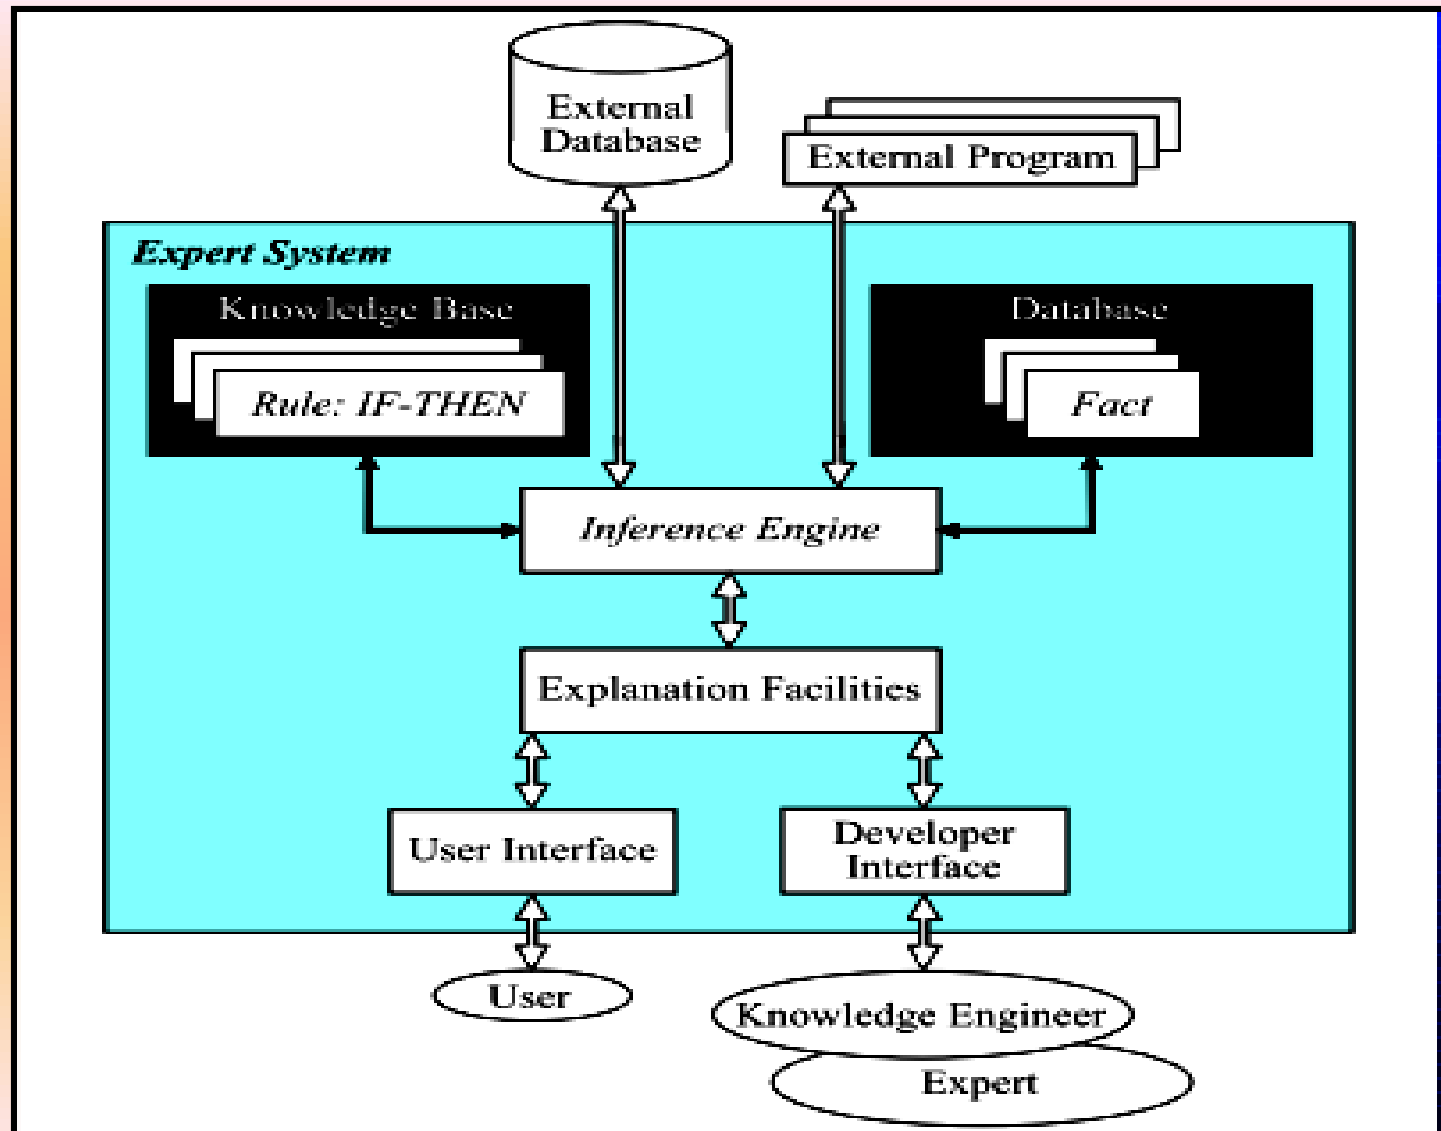 External
Database
External Program
Expert System
Knowledge Base
Rule: IF-THEN
Database
Fact
Inference Engine
Explanation Facilities
User Interface
Developer
Interface
User
Knowledge Engineer
Expert